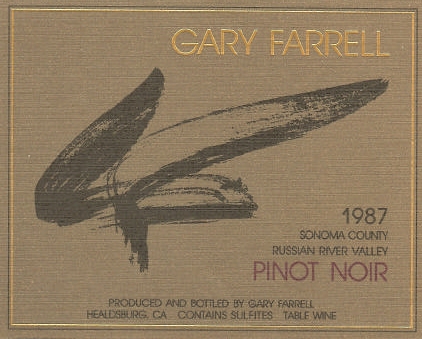 GARY FARRELL
1987
SONOMA COUNTY
RUSSIAN RIVER VALLEY
PINOT NOIR
PRODUCED AND BOTTLED BY GARY FARRELL
HEALDSBURG, CA CONTAINS SULFITES TABLE WINE